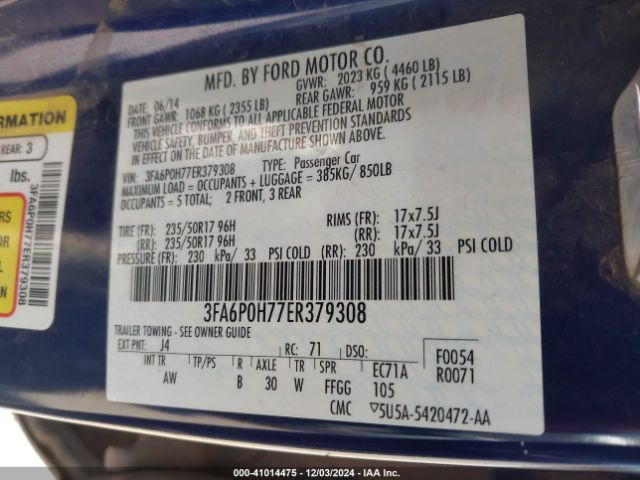 MFD. BY FORD MOTOR CO.
DATE: 06/14
GVWR: 2023 KG ( 4460 LB)
FRONT GAWR: 1068 KG ( 2355 LB)
REAR GAWR: 959 KG ( 2115 LB)
THIS VEHICLE CONFORMS TO ALL APPLICABLE FEDERAL MOTOR
VEHICLE SAFETY, BUMPER, AND THEFT PREVENTION STANDARDS
IN EFFECT ON THE DATE OF MANUFACTURE SHOWN ABOVE.
VIN: 3FA6P0H77ER379308 TYPE: Passenger Car
MAXIMUM LOAD = OCCUPANTS + LUGGAGE = 385KG/ 850LB
OCCUPANTS = 5 TOTAL; 2 FRONT, 3 REAR
TIRE (FR): 235/50R17 96H RIMS (FR): 17x7.5J
(RR): 235/50R17 96H (RR): 17x7.5J
PRESSURE (FR): 230 kPa/ 33 PSI COLD (RR): 230 kPa/ 33 PSI COLD
3FA6P0H77ER379308
TRAILER TOWING - SEE OWNER GUIDE
EXT PNT: J4 RC: 71 DSO: F0054
INT TR TP/PS R AXLE TR SPR EC71A R0071
AW B 30 W FFGG 105
CMC ▽5U5A-5420472-AA
ORMATION
REAR: 3
lbs.
3FA6P0H77ER379308
RS
000-41014475 - 12/03/2024 - IAA Inc.